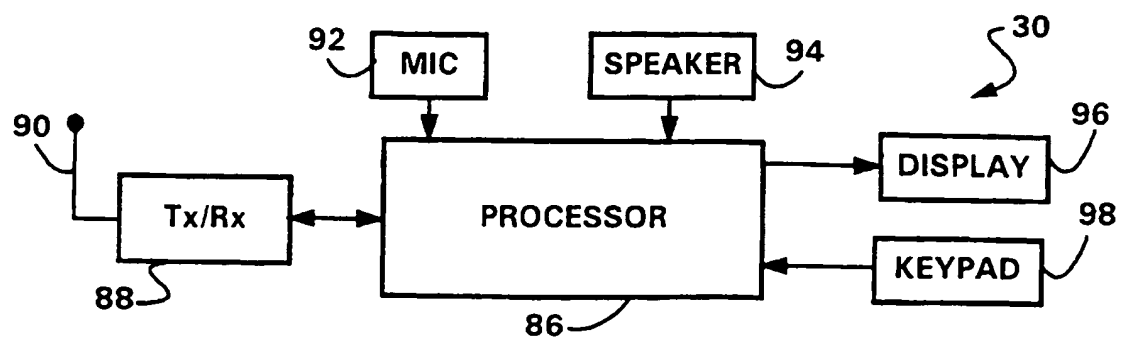 30
92
MIC
SPEAKER
94
90
96
DISPLAY
Tx/Rx
PROCESSOR
98
KEYPAD
88
86